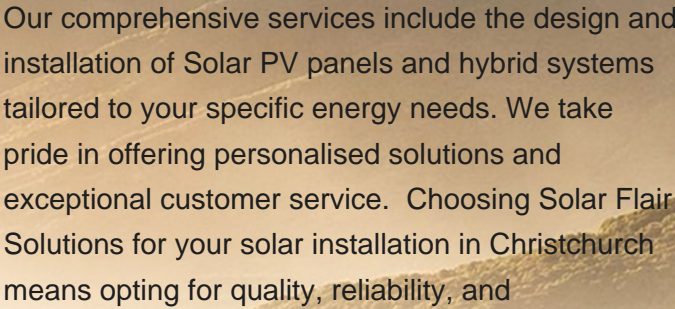 Our comprehensive services include the design and
installation of Solar PV panels and hybrid systems
tailored to your specific energy needs. We take
pride in offering personalised solutions and
exceptional customer service.  Choosing Solar Flair
Solutions for your solar installation in Christchurch
means opting for quality, reliability, and